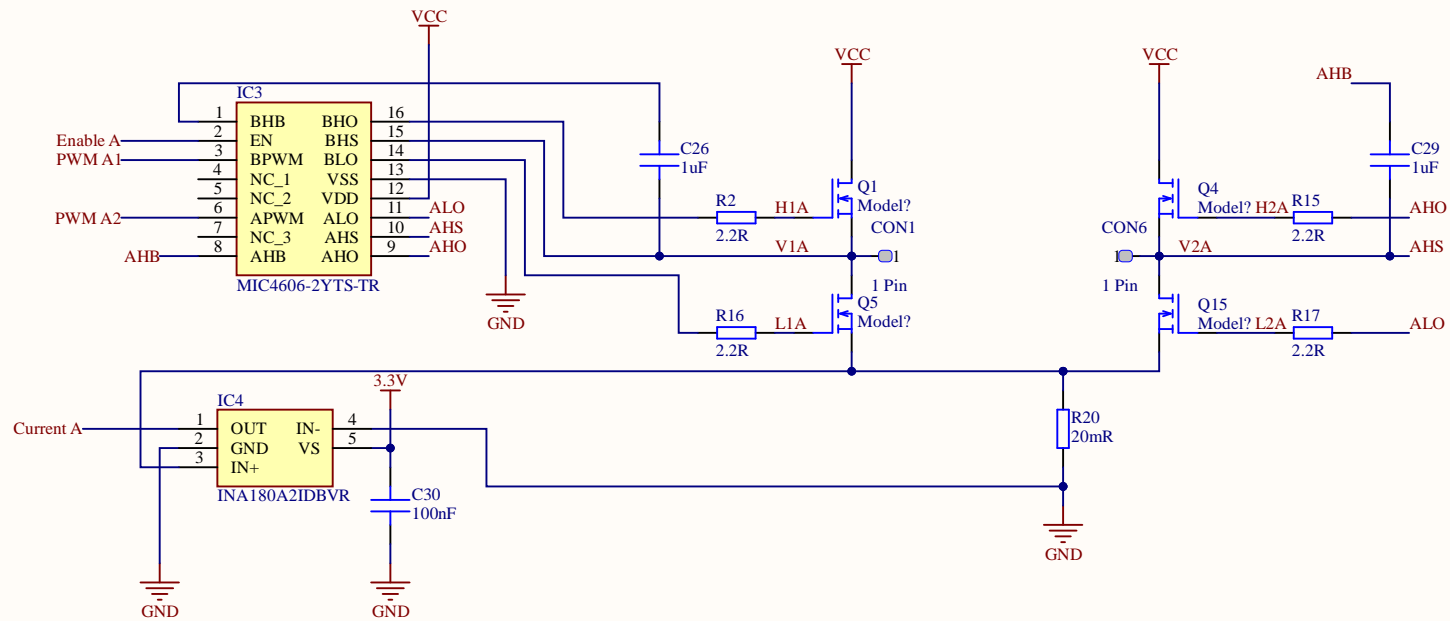 VCC
IC3
1 BHB BHO 16
Enable A 2 EN BHS 15
PWM A1 3 BPWM BLO 14
4 NC_1 VSS 13
5 NC_2 VDD 12
PWM A2 6 APWM ALO 11 ALO
7 NC_3 AHS 10 AHS
AHB 8 AHB AHO 9 AHO
MIC4606-2YTS-TR
GND
C26
1uF
VCC
R2
2.2R
H1A
Q1
Model?
CON1
V1A
1
1 Pin
R16
2.2R
L1A
Q5
Model?
VCC
AHB
C29
1uF
Q4
Model?
H2A
R15
2.2R
AHO
CON6
1
V2A
AHS
1 Pin
Q15
Model?
L2A
R17
2.2R
ALO
3.3V
IC4
Current A 1 OUT IN- 4
2 GND VS 5
3 IN+
INA180A2IDBVR
C30
100nF
GND
GND
R20
20mR
GND